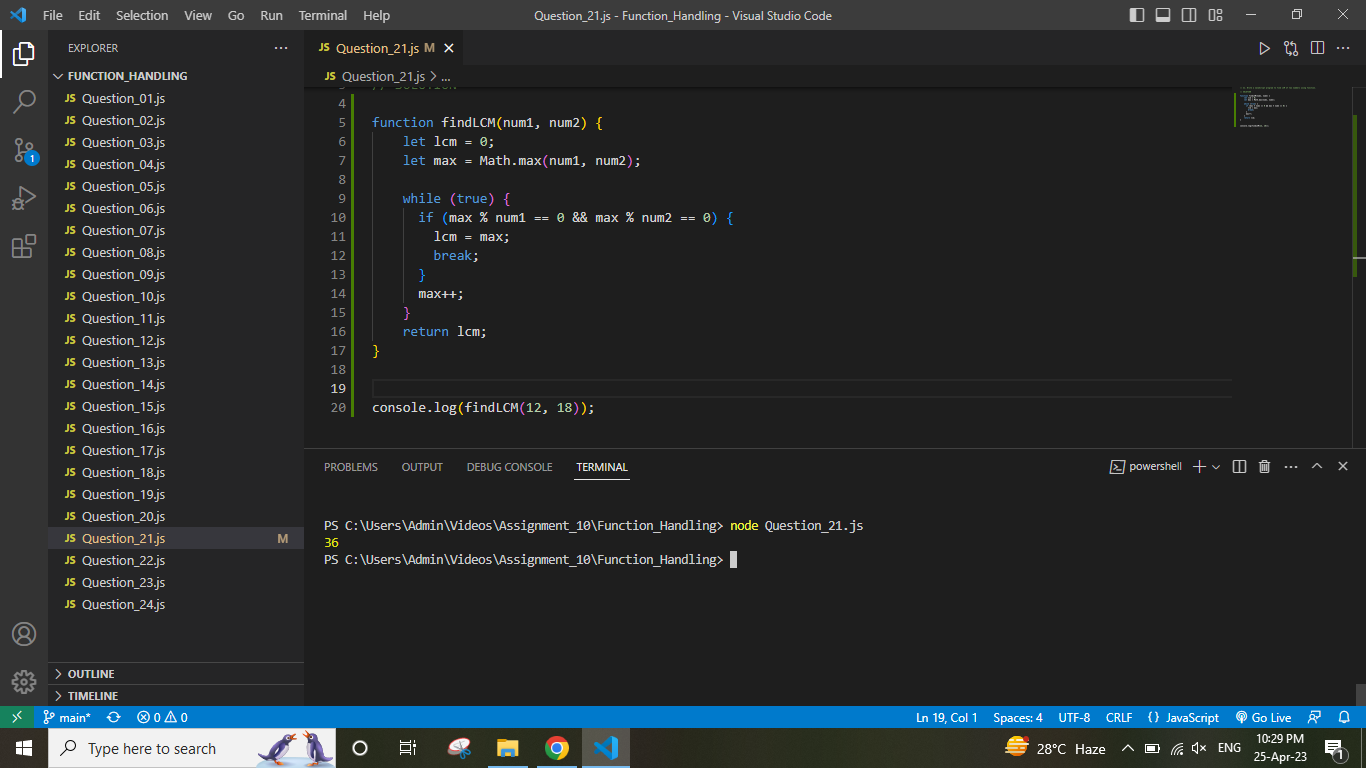 File Edit Selection View Go Run Terminal Help
Question_21.js - Function_Handling - Visual Studio Code
EXPLORER
FUNCTION_HANDLING
JS Question_01.js
JS Question_02.js
JS Question_03.js
JS Question_04.js
JS Question_05.js
JS Question_06.js
JS Question_07.js
JS Question_08.js
JS Question_09.js
JS Question_10.js
JS Question_11.js
JS Question_12.js
JS Question_13.js
JS Question_14.js
JS Question_15.js
JS Question_16.js
JS Question_17.js
JS Question_18.js
JS Question_19.js
JS Question_20.js
JS Question_21.js M
JS Question_22.js
JS Question_23.js
JS Question_24.js
OUTLINE
TIMELINE
1
JS Question_21.js M
JS Question_21.js > ...
4
5 function findLCM(num1, num2) {
6 let lcm = 0;
7 let max = Math.max(num1, num2);
8
9 while (true) {
10 if (max % num1 == 0 && max % num2 == 0) {
11 lcm = max;
12 break;
13 }
14 max++;
15 }
16 return lcm;
17 }
18
19
20 console.log(findLCM(12, 18));
PROBLEMS OUTPUT DEBUG CONSOLE TERMINAL
powershell
PS C:\Users\Admin\Videos\Assignment_10\Function_Handling> node Question_21.js
36
PS C:\Users\Admin\Videos\Assignment_10\Function_Handling>
main* 0 0
Ln 19, Col 1 Spaces: 4 UTF-8 CRLF {} JavaScript Go Live
Type here to search
28°C Haze ENG
10:29 PM
25-Apr-23
1